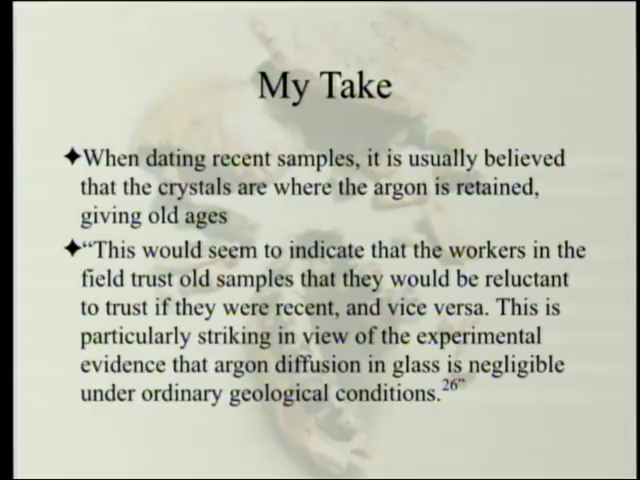 My Take
✦When dating recent samples, it is usually believed
that the crystals are where the argon is retained,
giving old ages
✦“This would seem to indicate that the workers in the
field trust old samples that they would be reluctant
to trust if they were recent, and vice versa. This is
particularly striking in view of the experimental
evidence that argon diffusion in glass is negligible
under ordinary geological conditions.26”